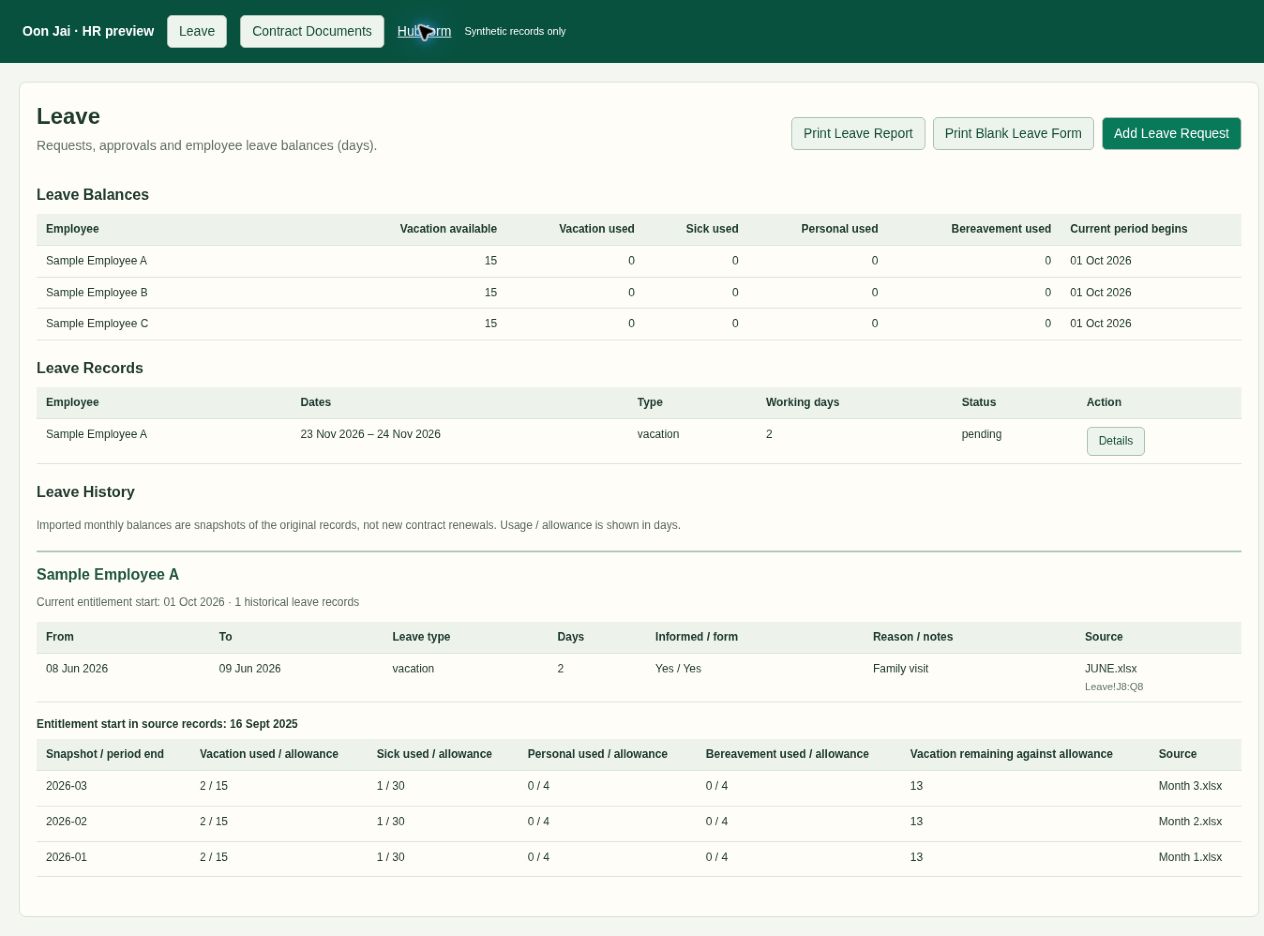 Oon Jai · HR preview Leave Contract Documents Synthetic records only
Leave
Requests, approvals and employee leave balances (days).
Print Leave Report Print Blank Leave Form Add Leave Request
Leave Balances
Employee Vacation available Vacation used Sick used Personal used Bereavement used Current period begins
Sample Employee A 15 0 0 0 0 01 Oct 2026
Sample Employee B 15 0 0 0 0 01 Oct 2026
Sample Employee C 15 0 0 0 0 01 Oct 2026
Leave Records
Employee Dates Type Working days Status Action
Sample Employee A 23 Nov 2026 – 24 Nov 2026 vacation 2 pending Details
Leave History
Imported monthly balances are snapshots of the original records, not new contract renewals. Usage / allowance is shown in days.
Sample Employee A
Current entitlement start: 01 Oct 2026 · 1 historical leave records
From To Leave type Days Informed / form Reason / notes Source
08 Jun 2026 09 Jun 2026 vacation 2 Yes / Yes Family visit JUNE.xlsx
Leave!J8:Q8
Entitlement start in source records: 16 Sept 2025
Snapshot / period end Vacation used / allowance Sick used / allowance Personal used / allowance Bereavement used / allowance Vacation remaining against allowance Source
2026-03 2 / 15 1 / 30 0 / 4 0 / 4 13 Month 3.xlsx
2026-02 2 / 15 1 / 30 0 / 4 0 / 4 13 Month 2.xlsx
2026-01 2 / 15 1 / 30 0 / 4 0 / 4 13 Month 1.xlsx